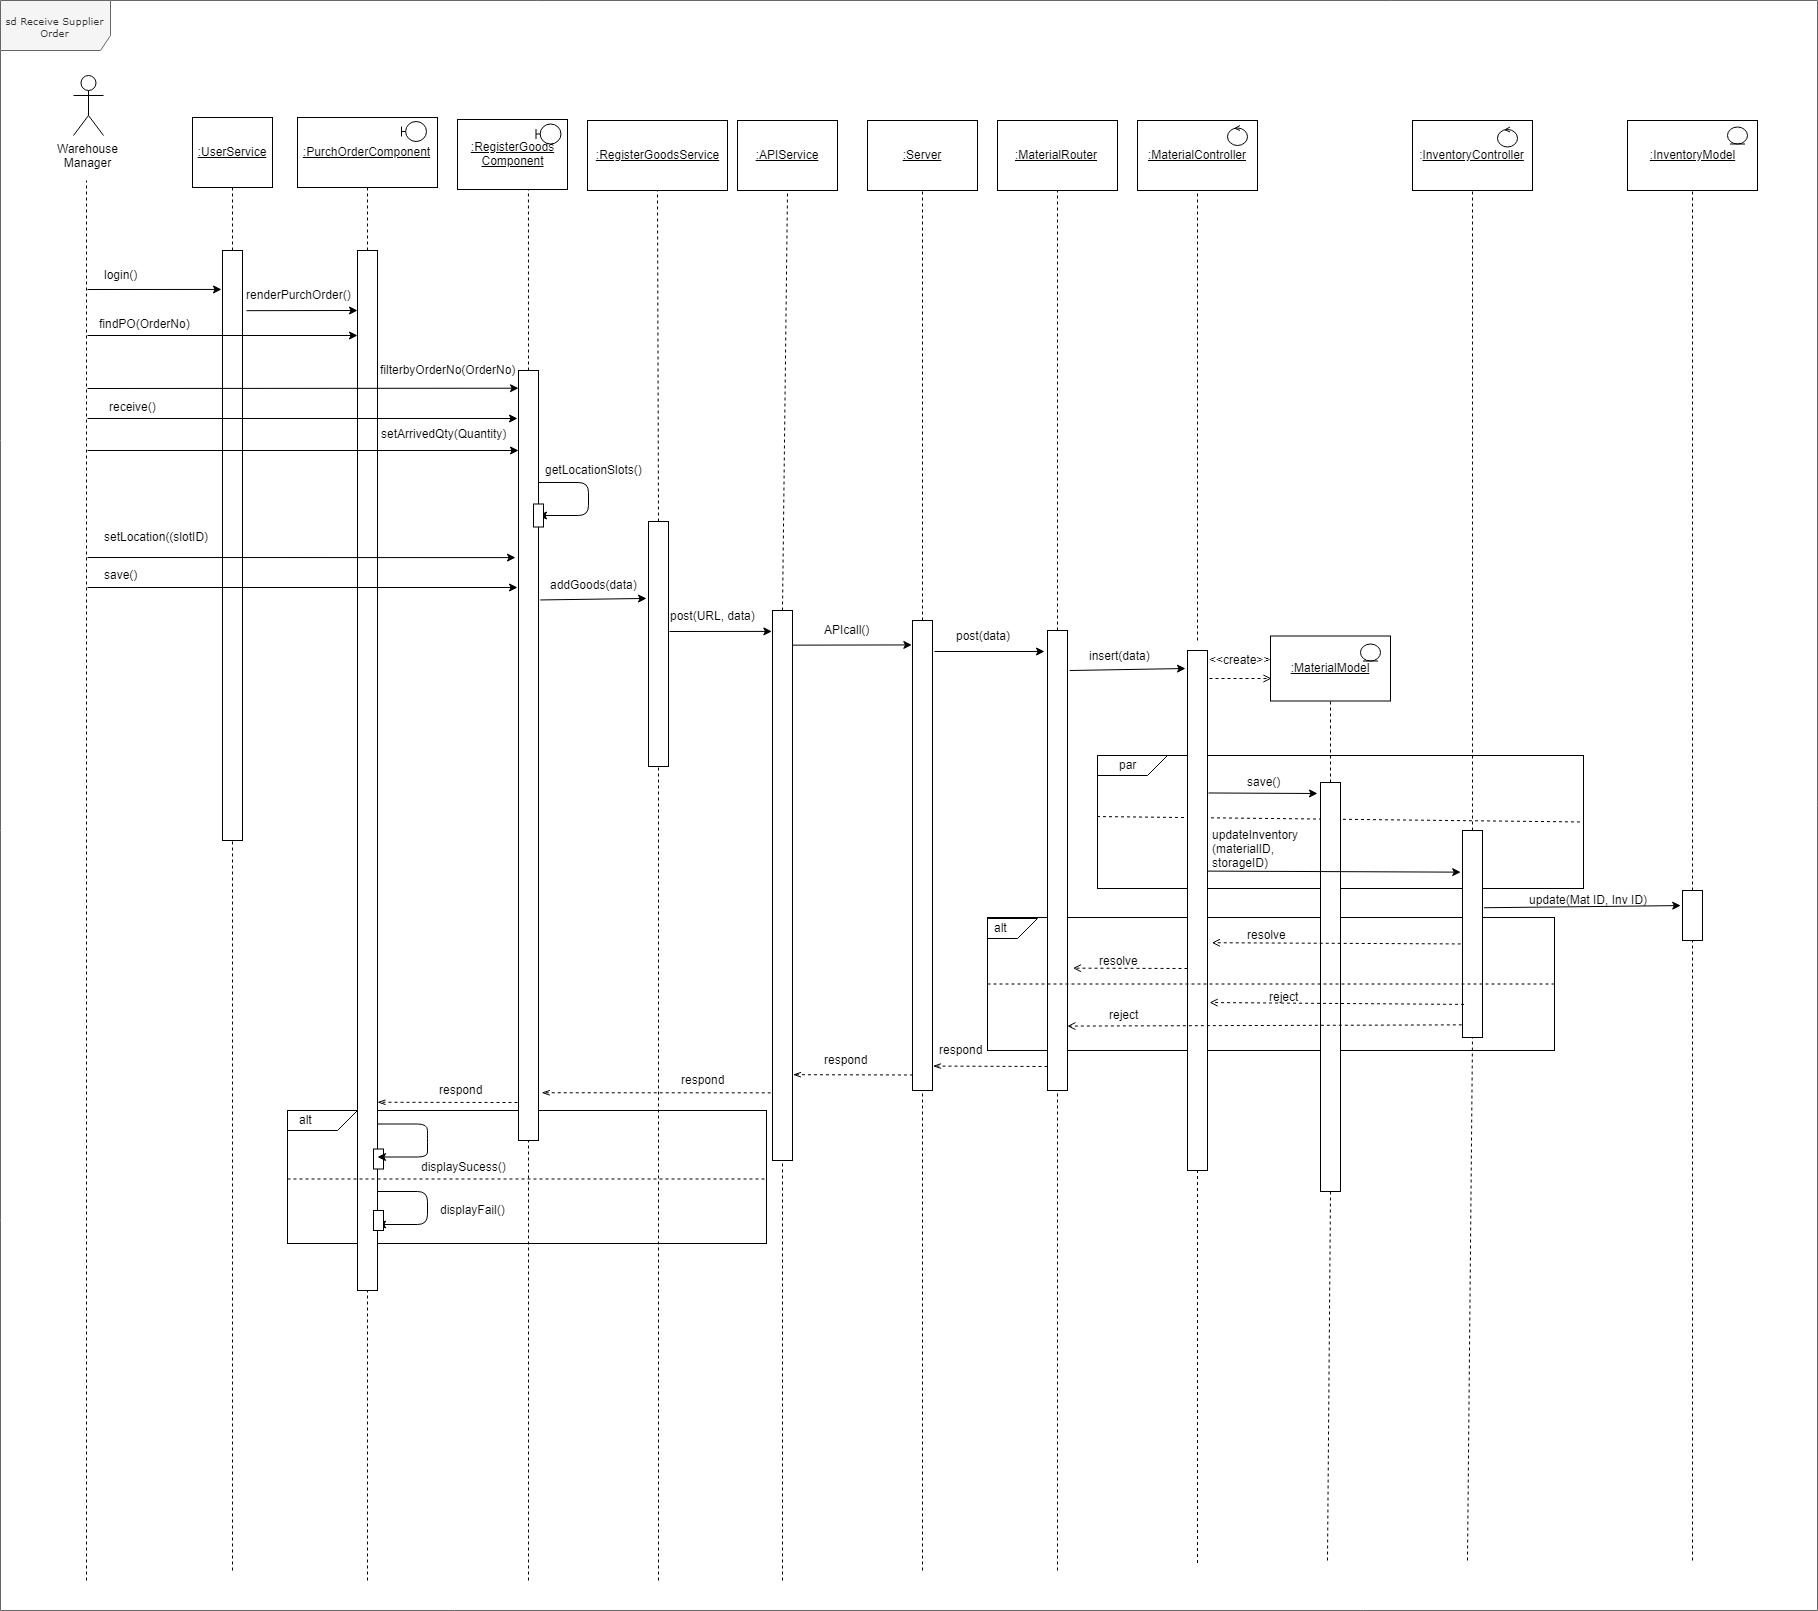 sd Receive Supplier
Order
Warehouse
Manager
:UserService
:PurchOrderComponent
:RegisterGoods
Component
:RegisterGoodsService
:APIService
:Server
:MaterialRouter
:MaterialController
:InventoryController
:InventoryModel
login()
renderPurchOrder()
findPO(OrderNo)
filterbyOrderNo(OrderNo)
receive()
setArrivedQty(Quantity)
getLocationSlots()
setLocation((slotID)
save()
addGoods(data)
post(URL, data)
APIcall()
post(data)
insert(data)
<<create>>
:MaterialModel
par
save()
updateInventory
(materialID,
storageID)
update(Mat ID, Inv ID)
alt
resolve
resolve
reject
reject
respond
respond
respond
respond
alt
displaySucess()
displayFail()